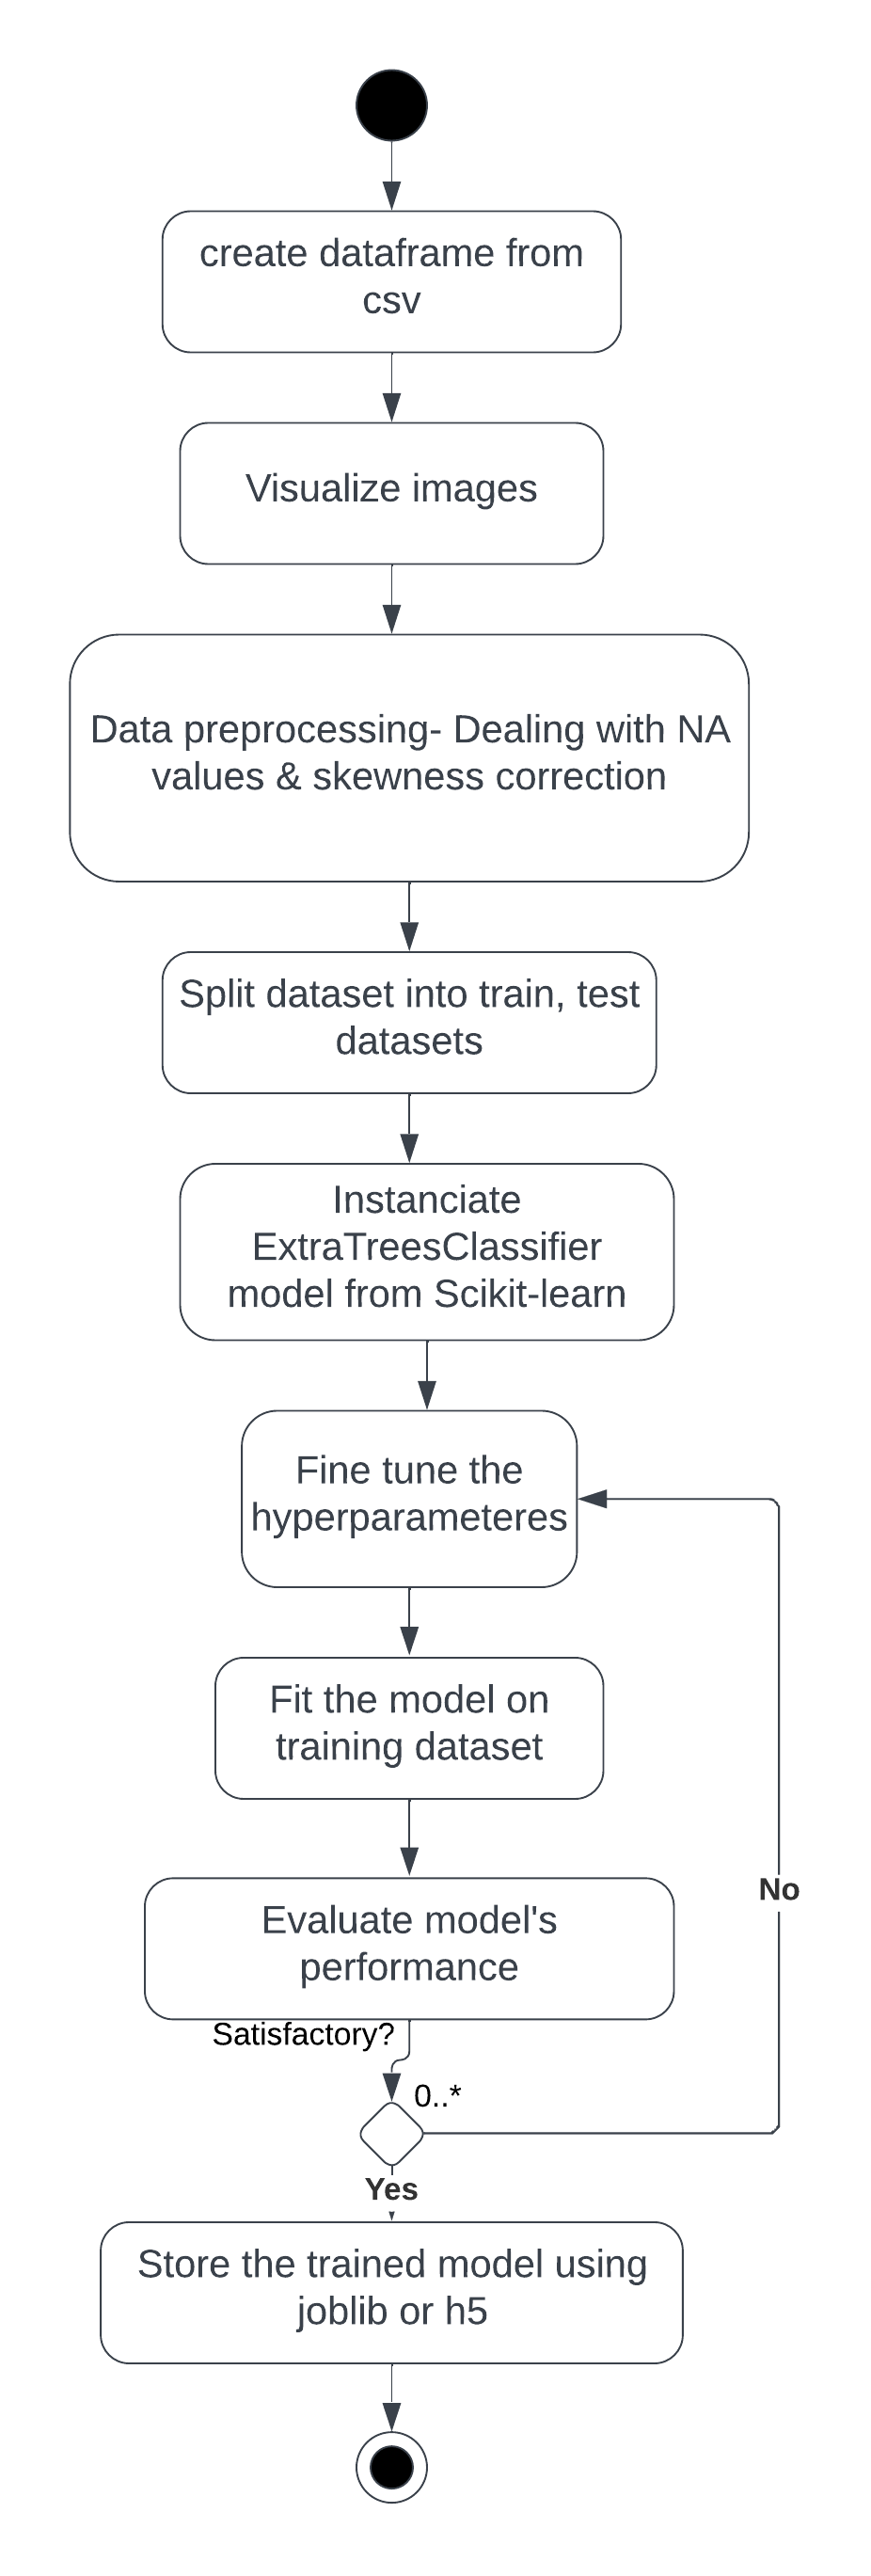 create dataframe from
csv
Visualize images
Data preprocessing- Dealing with NA
values & skewness correction
Split dataset into train, test
datasets
Instanciate
ExtraTreesClassifier
model from Scikit-learn
Fine tune the
hyperparameteres
Fit the model on
training dataset
No
Evaluate model's
performance
Satisfactory?
0..*
Yes
Store the trained model using
joblib or h5